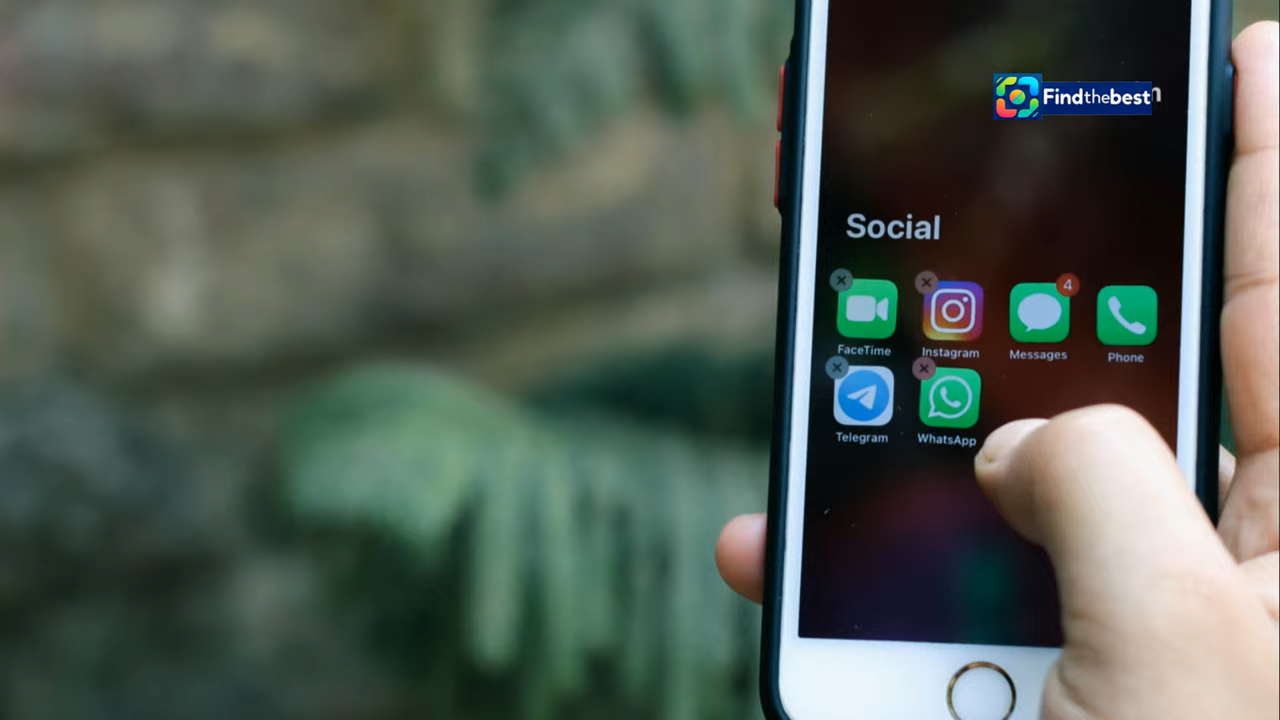 Findthebest
Social
4
FaceTime Instagram Messages Phone
Telegram WhatsApp